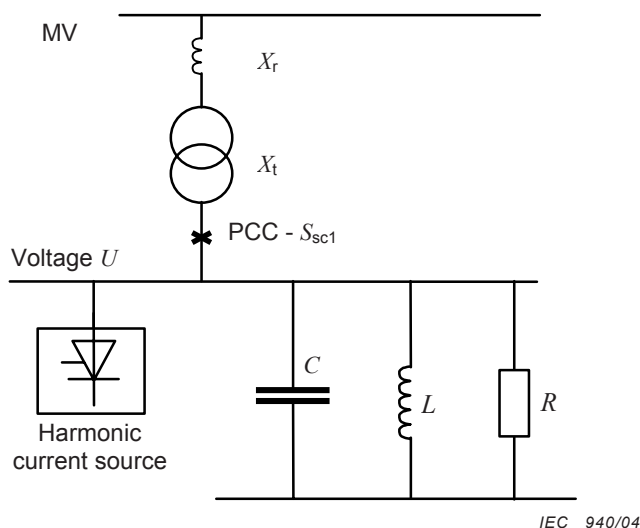 MV
Xr
Xt
PCC - Ssc1
Voltage U
C
L
R
Harmonic
current source
IEC 940/04